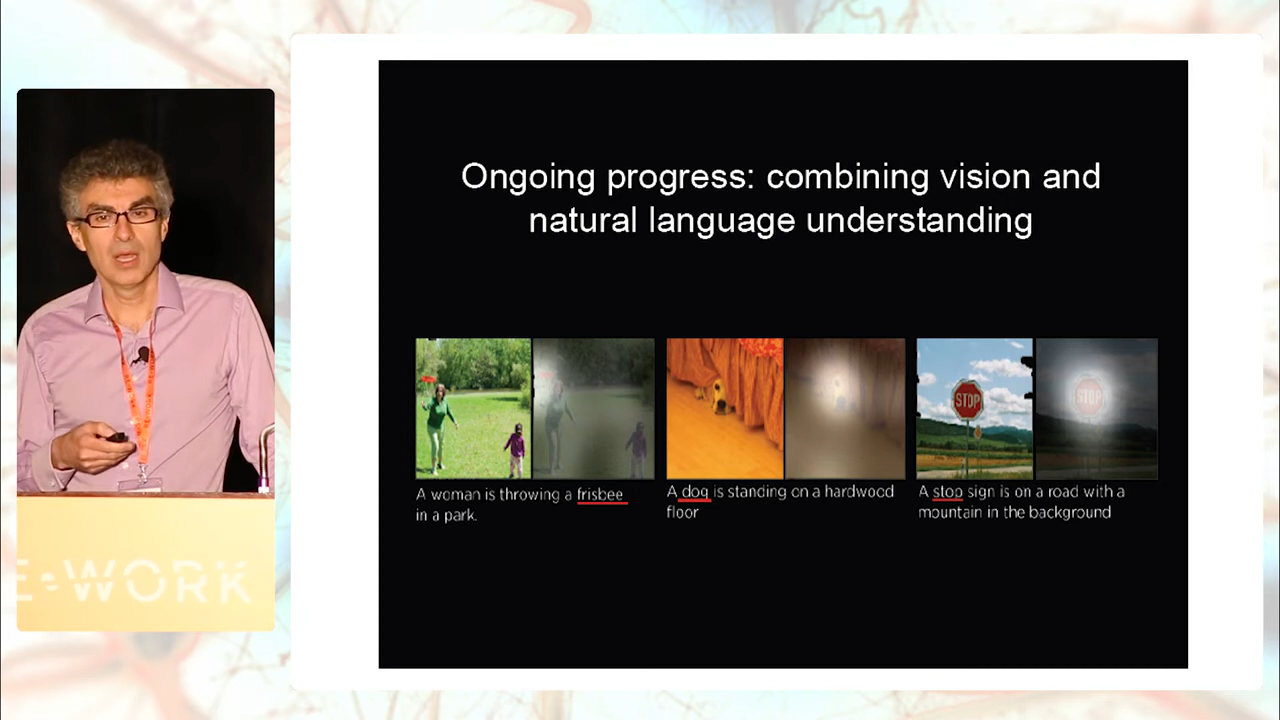 Ongoing progress: combining vision and
natural language understanding
STOP
STOP
A woman is throwing a frisbee
in a park.
A dog is standing on a hardwood
floor
A stop sign is on a road with a
mountain in the background
E•WORK